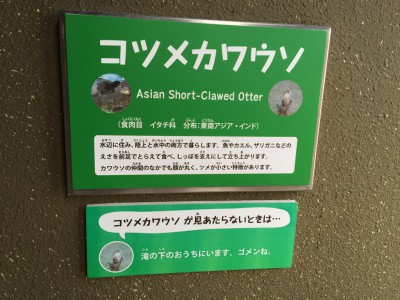 コツメカワウソ
Asian Short-Clawed Otter
(食肉目 イタチ科 分布:東南アジア・インド)
水辺に住み、陸上と水中の両方で暮らします。魚やカエル、ザリガニなどの
えさを前足でとらえて食べ、しっぽを支えにして立ち上がります。
カワウソの仲間のなかでも顔が丸く、ツメが小さい特徴があります。
コツメカワウソ が見あたらないときは…
滝の下のおうちにいます。ゴメンね。